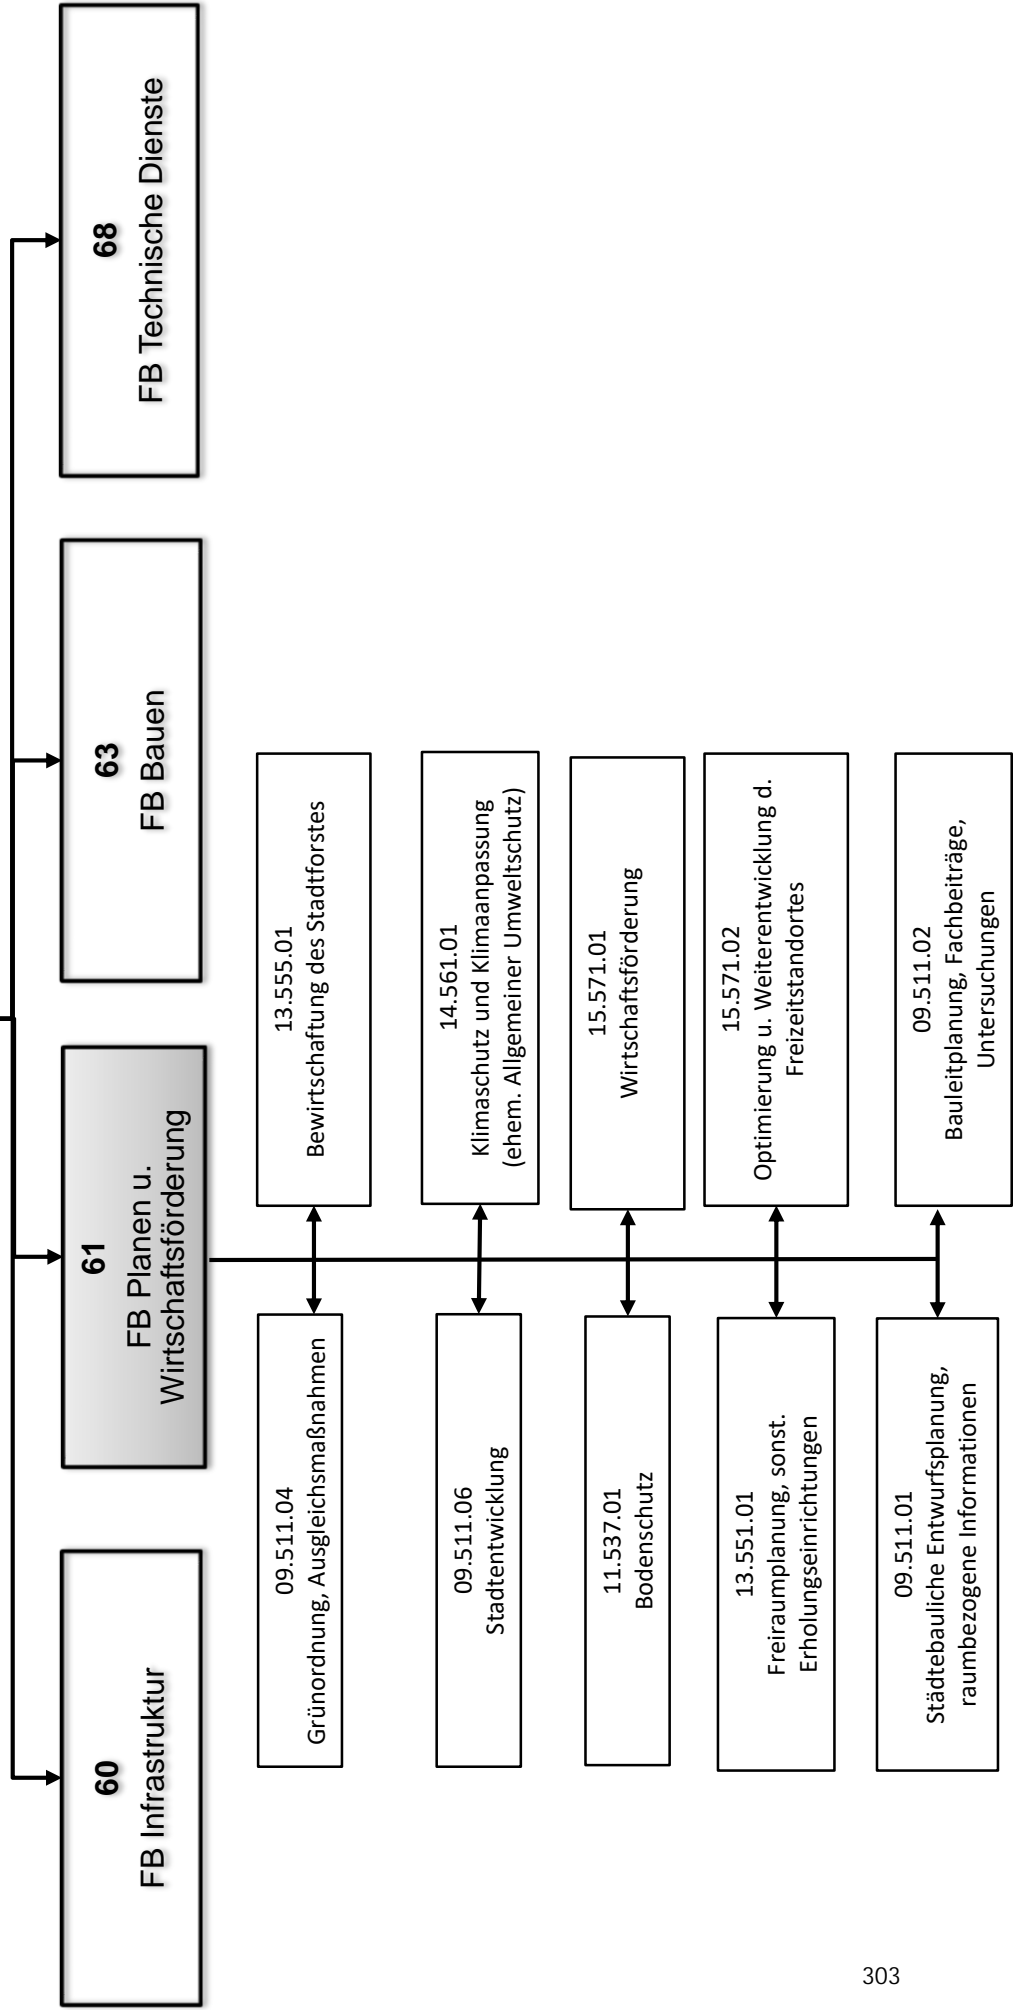 60
FB Infrastruktur
61
FB Planen u.
Wirtschaftsförderung
63
FB Bauen
68
FB Technische Dienste
09.511.04
Grünordnung, Ausgleichsmaßnahmen
13.555.01
Bewirtschaftung des Stadtforstes
09.511.06
Stadtentwicklung
14.561.01
Klimaschutz und Klimaanpassung
(ehem. Allgemeiner Umweltschutz)
11.537.01
Bodenschutz
15.571.01
Wirtschaftsförderung
13.551.01
Freiraumplanung, sonst.
Erholungseinrichtungen
15.571.02
Optimierung u. Weiterentwicklung d.
Freizeitstandortes
09.511.01
Städtebauliche Entwurfsplanung,
raumbezogene Informationen
09.511.02
Bauleitplanung, Fachbeiträge,
Untersuchungen
303